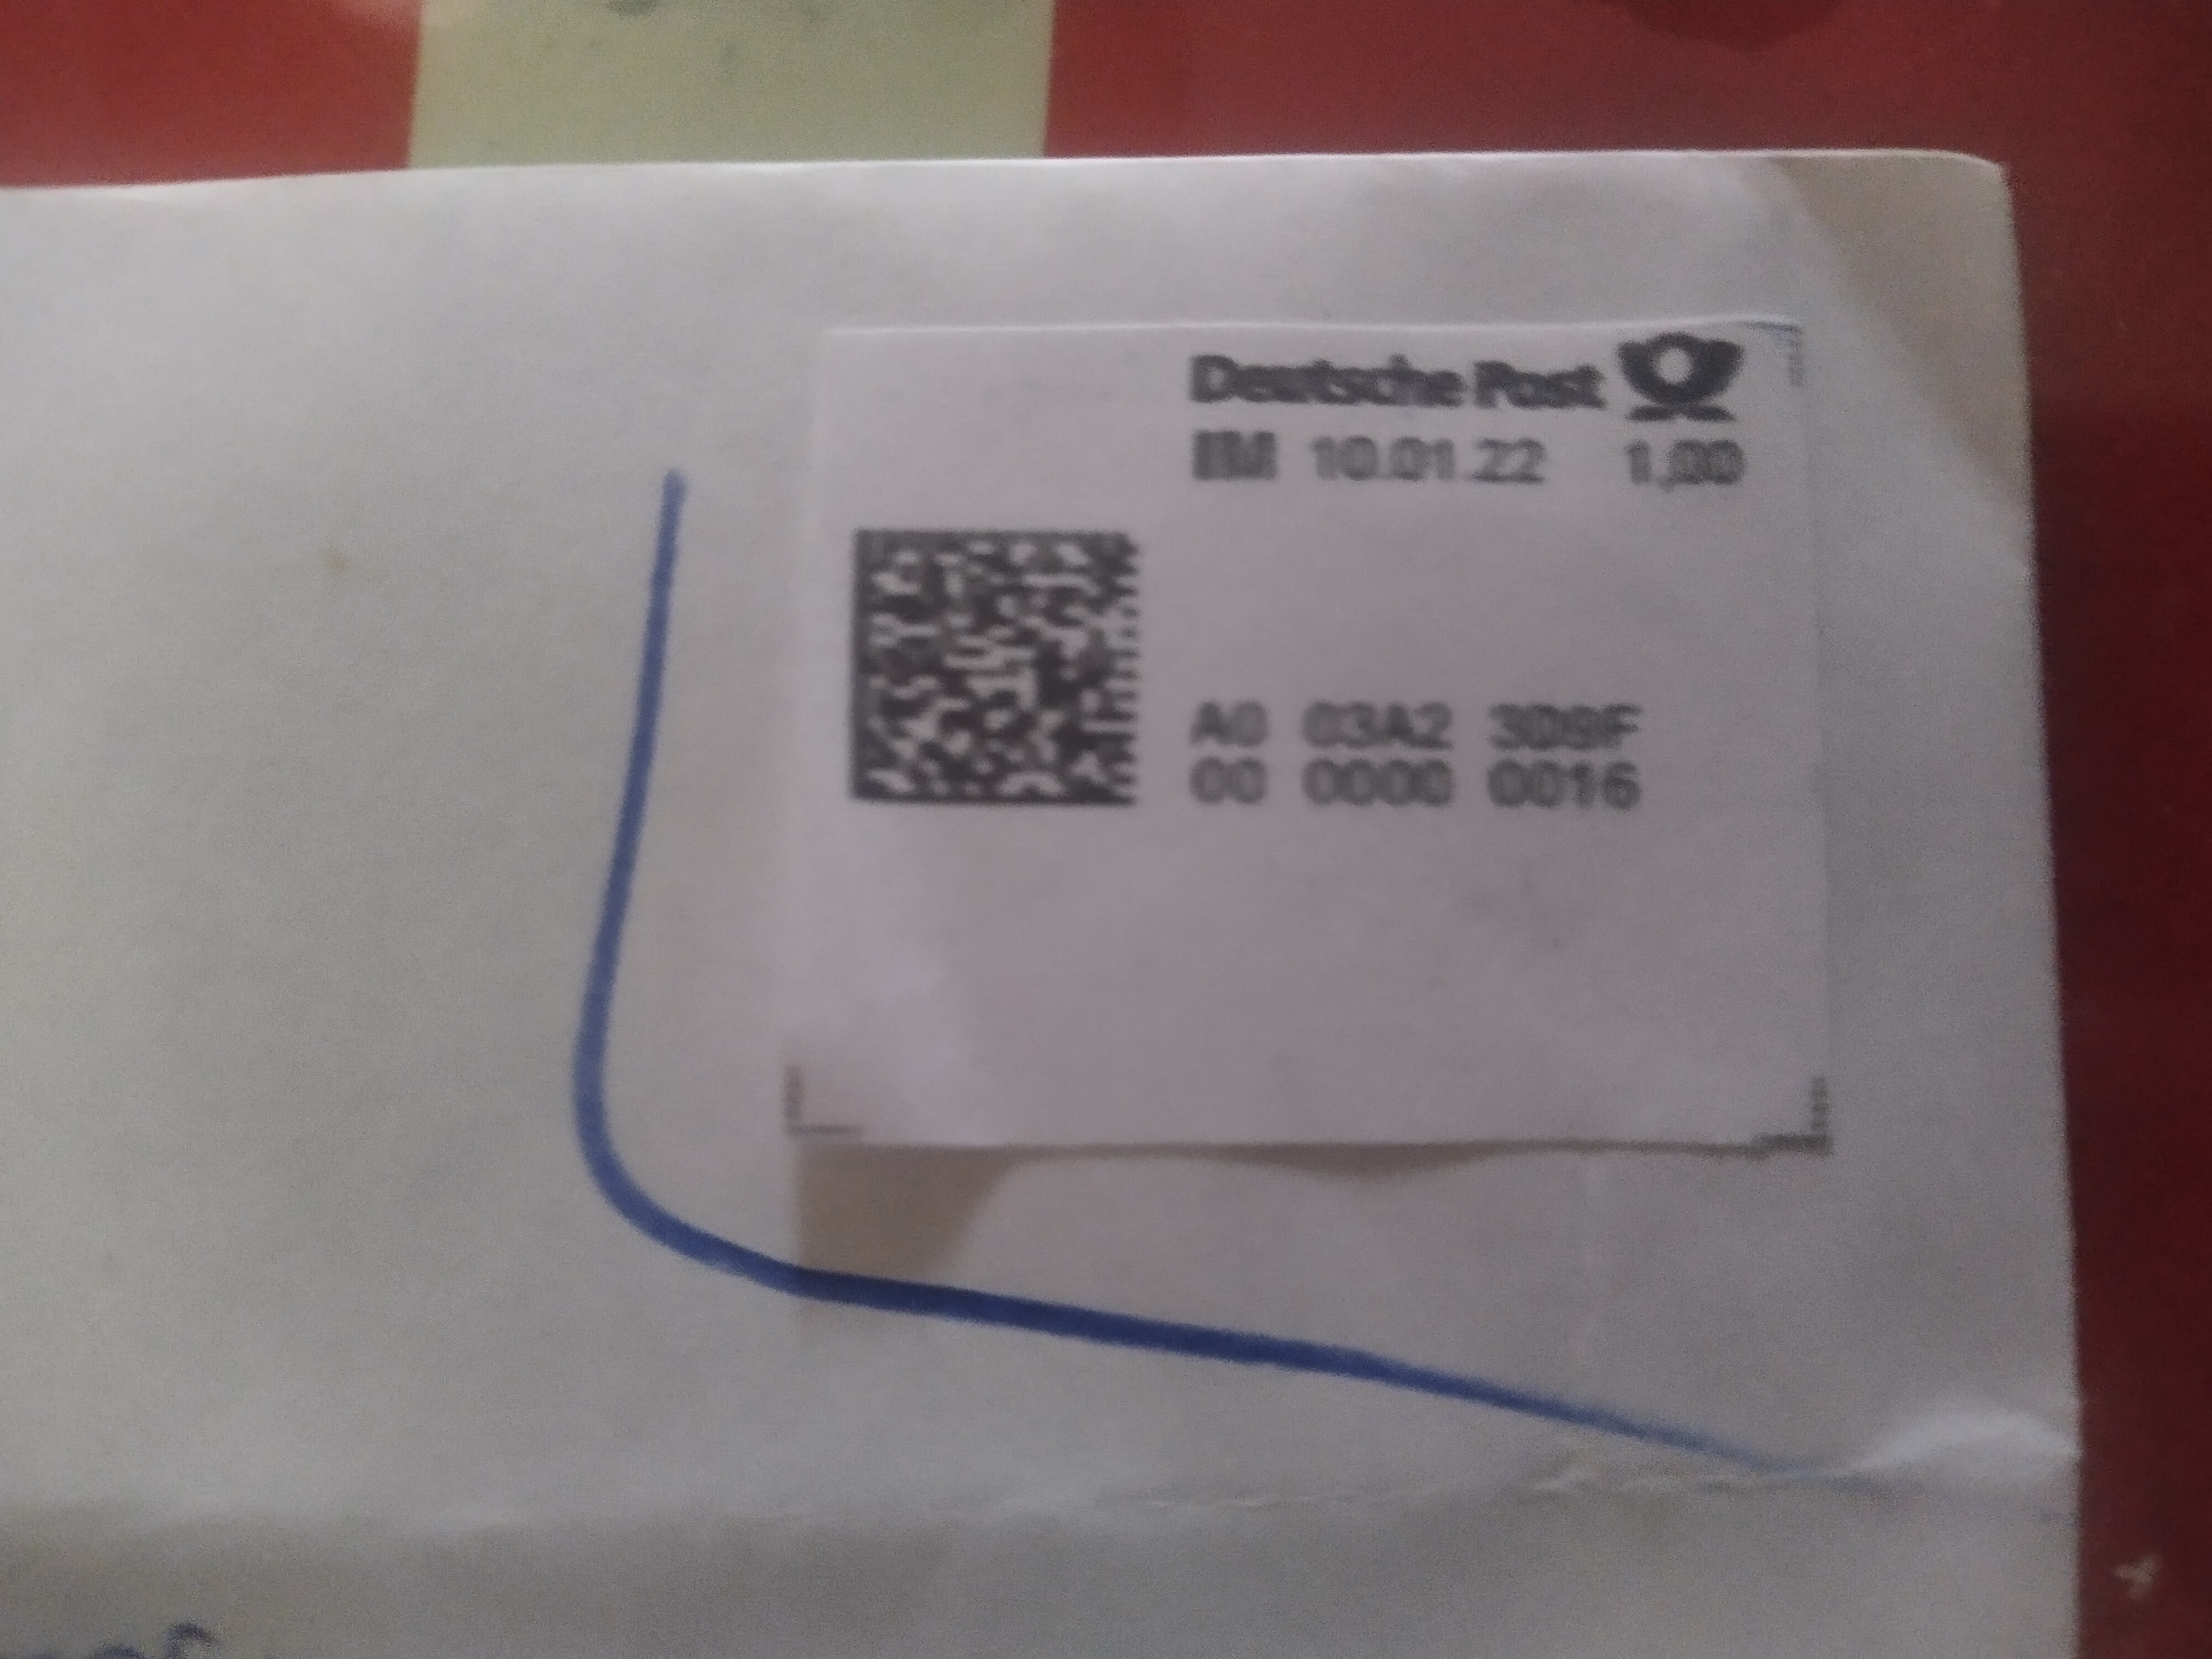 Deutsche Post
IM 10.01.22 1,00
A0 03A2 3D9F
00 0000 0016